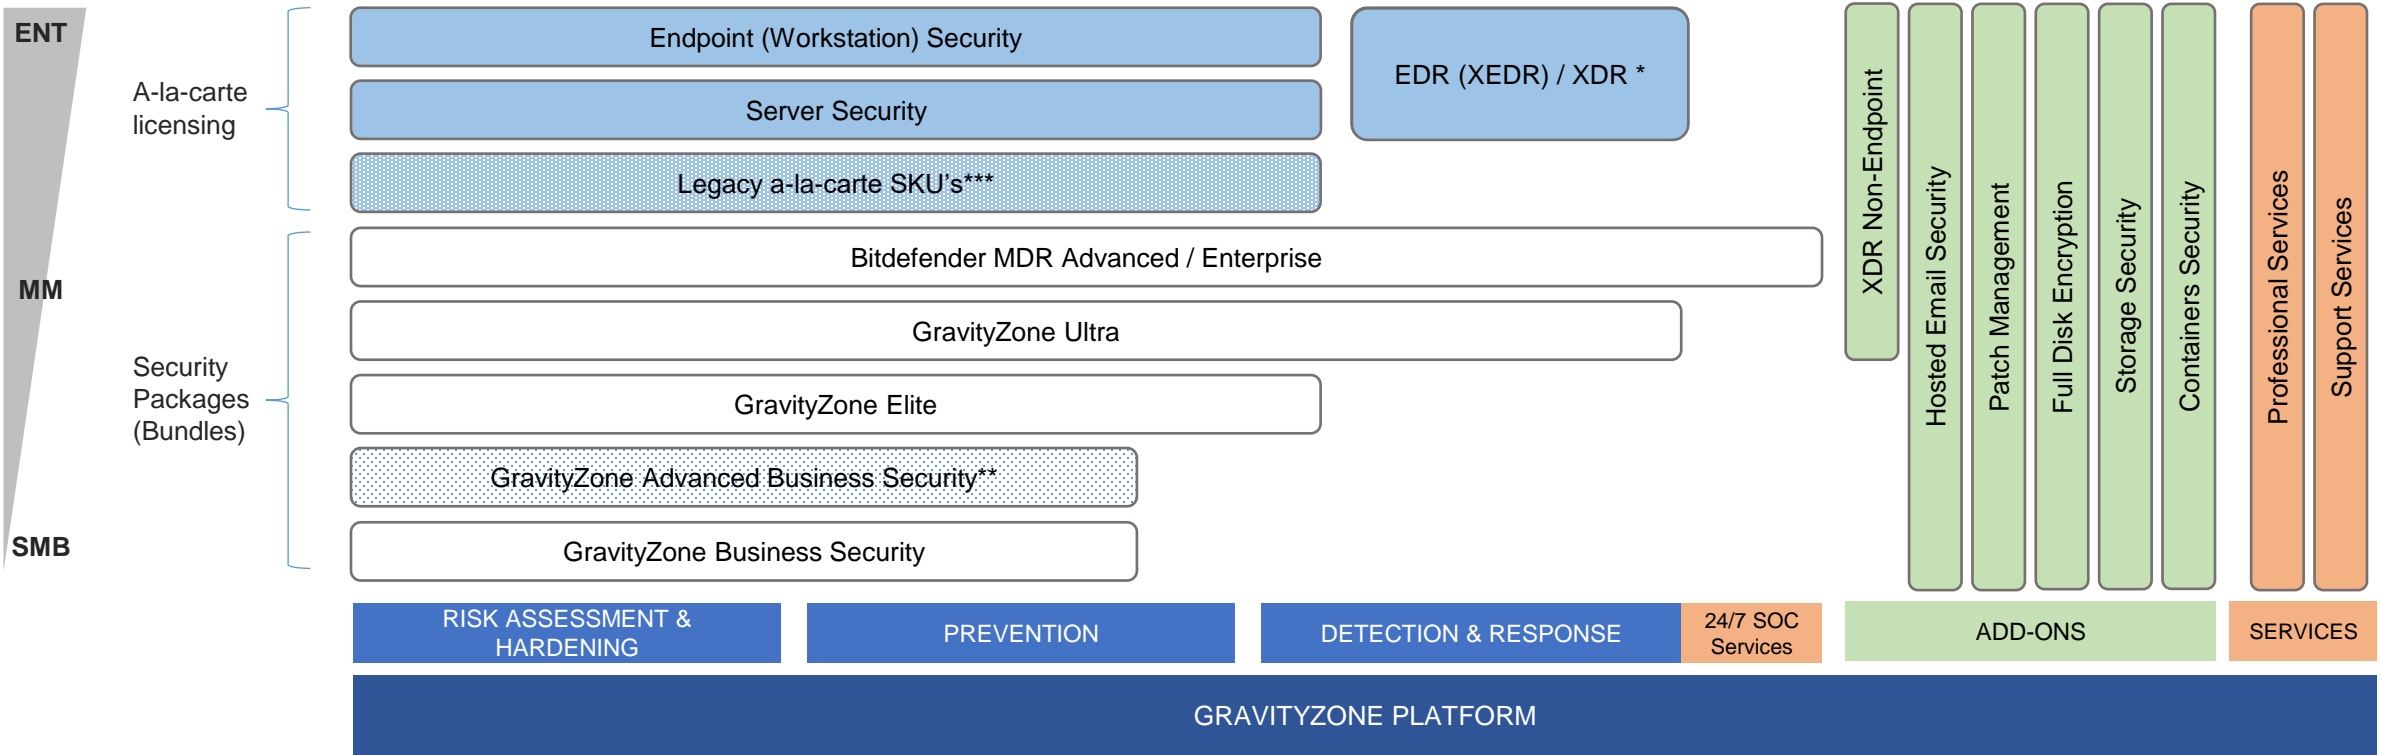 ENT
MM
SMB
A-la-carte
licensing
Security
Packages
(Bundles)
Endpoint (Workstation) Security
Server Security
Legacy a-la-carte SKU's***
EDR (XEDR) / XDR *
Bitdefender MDR Advanced / Enterprise
GravityZone Ultra
GravityZone Elite
GravityZone Advanced Business Security**
GravityZone Business Security
XDR Non-Endpoint
Hosted Email Security
Patch Management
Full Disk Encryption
Storage Security
Containers Security
Professional Services
Support Services
RISK ASSESSMENT &
HARDENING
PREVENTION
DETECTION & RESPONSE
24/7 SOC
Services
ADD-ONS
SERVICES
GRAVITYZONE PLATFORM